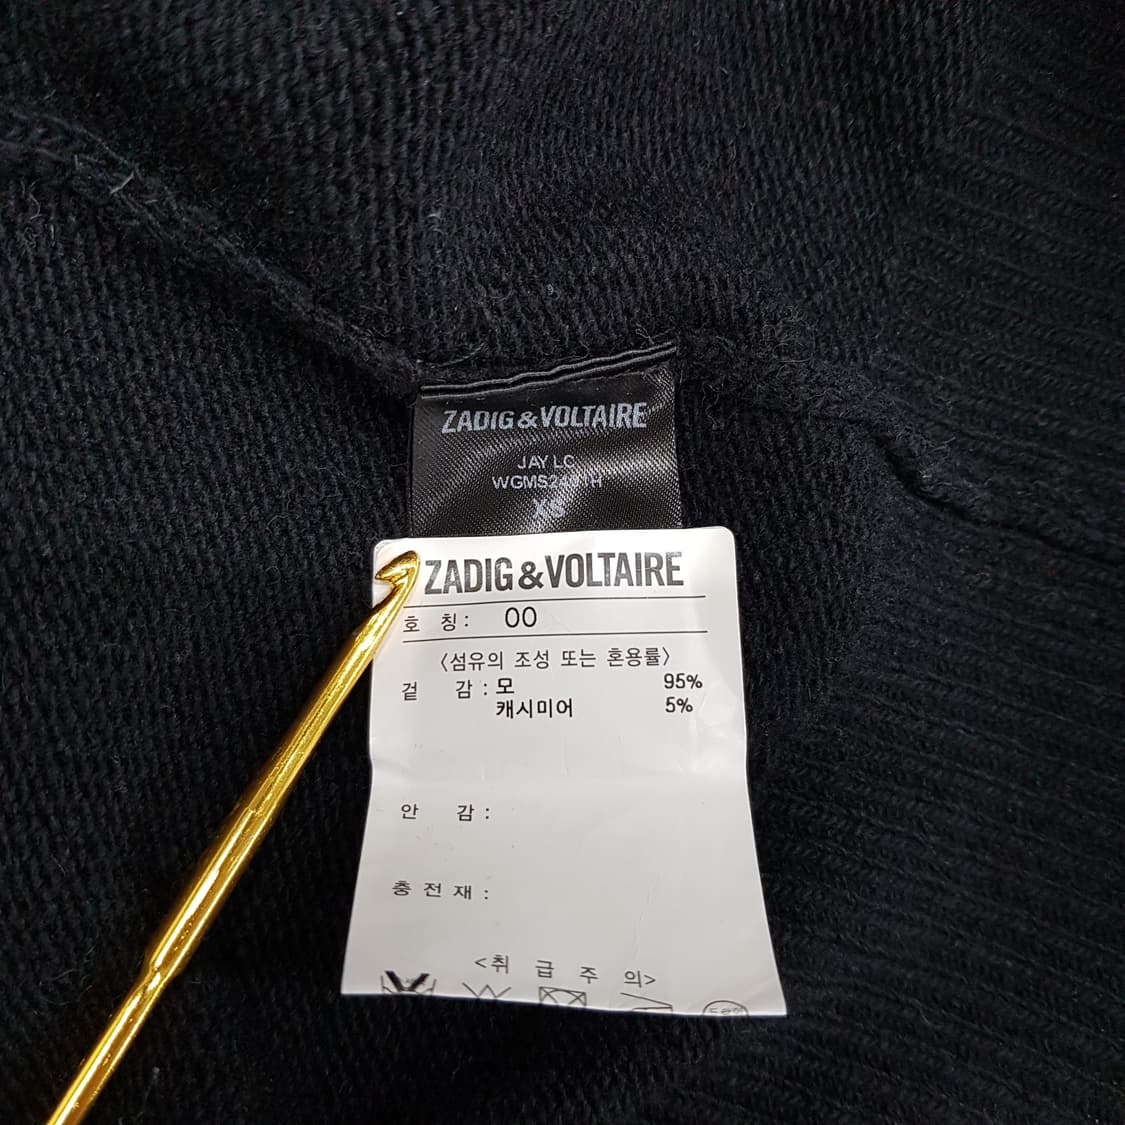 ZADIG & VOLTAIRE
JAY LC
XS
ZADIG & VOLTAIRE
호 칭 : 00
<섬유의 조성 또는 혼용률>
겉 감 : 모 95%
캐시미어 5%
안 감 :
충 전 재 :
<취 급 주 의>